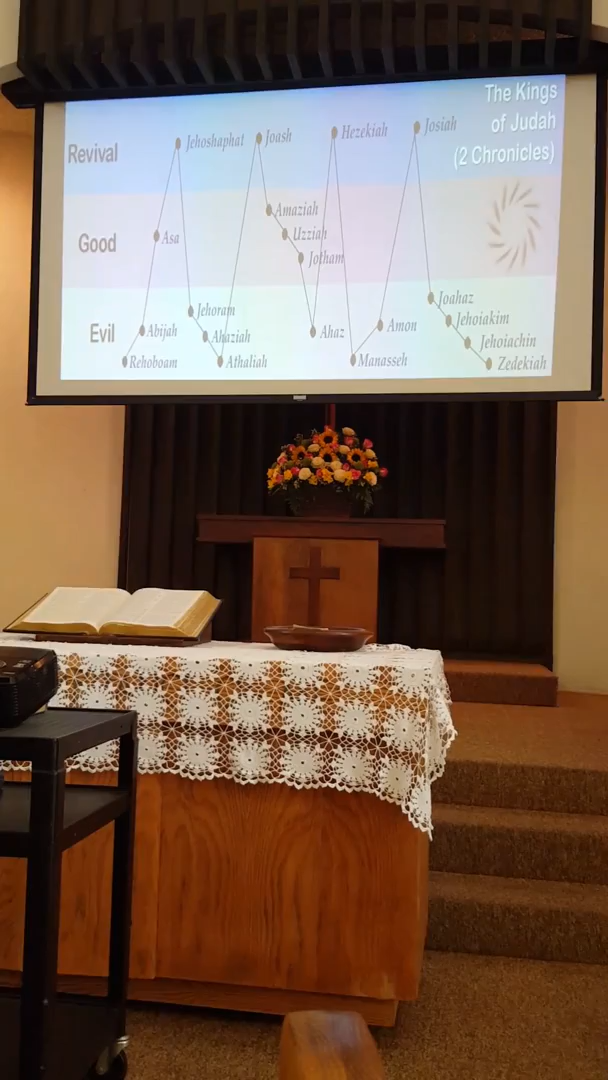 The Kings
of Judah
(2 Chronicles)
Revival
Jehoshaphat
Joash
Hezekiah
Josiah
Good
Asa
Amaziah
Uzziah
Jotham
Evil
Rehoboam
Abijah
Jehoram
Ahaziah
Athaliah
Ahaz
Manasseh
Amon
Joahaz
Jehoiakim
Jehoiachin
Zedekiah